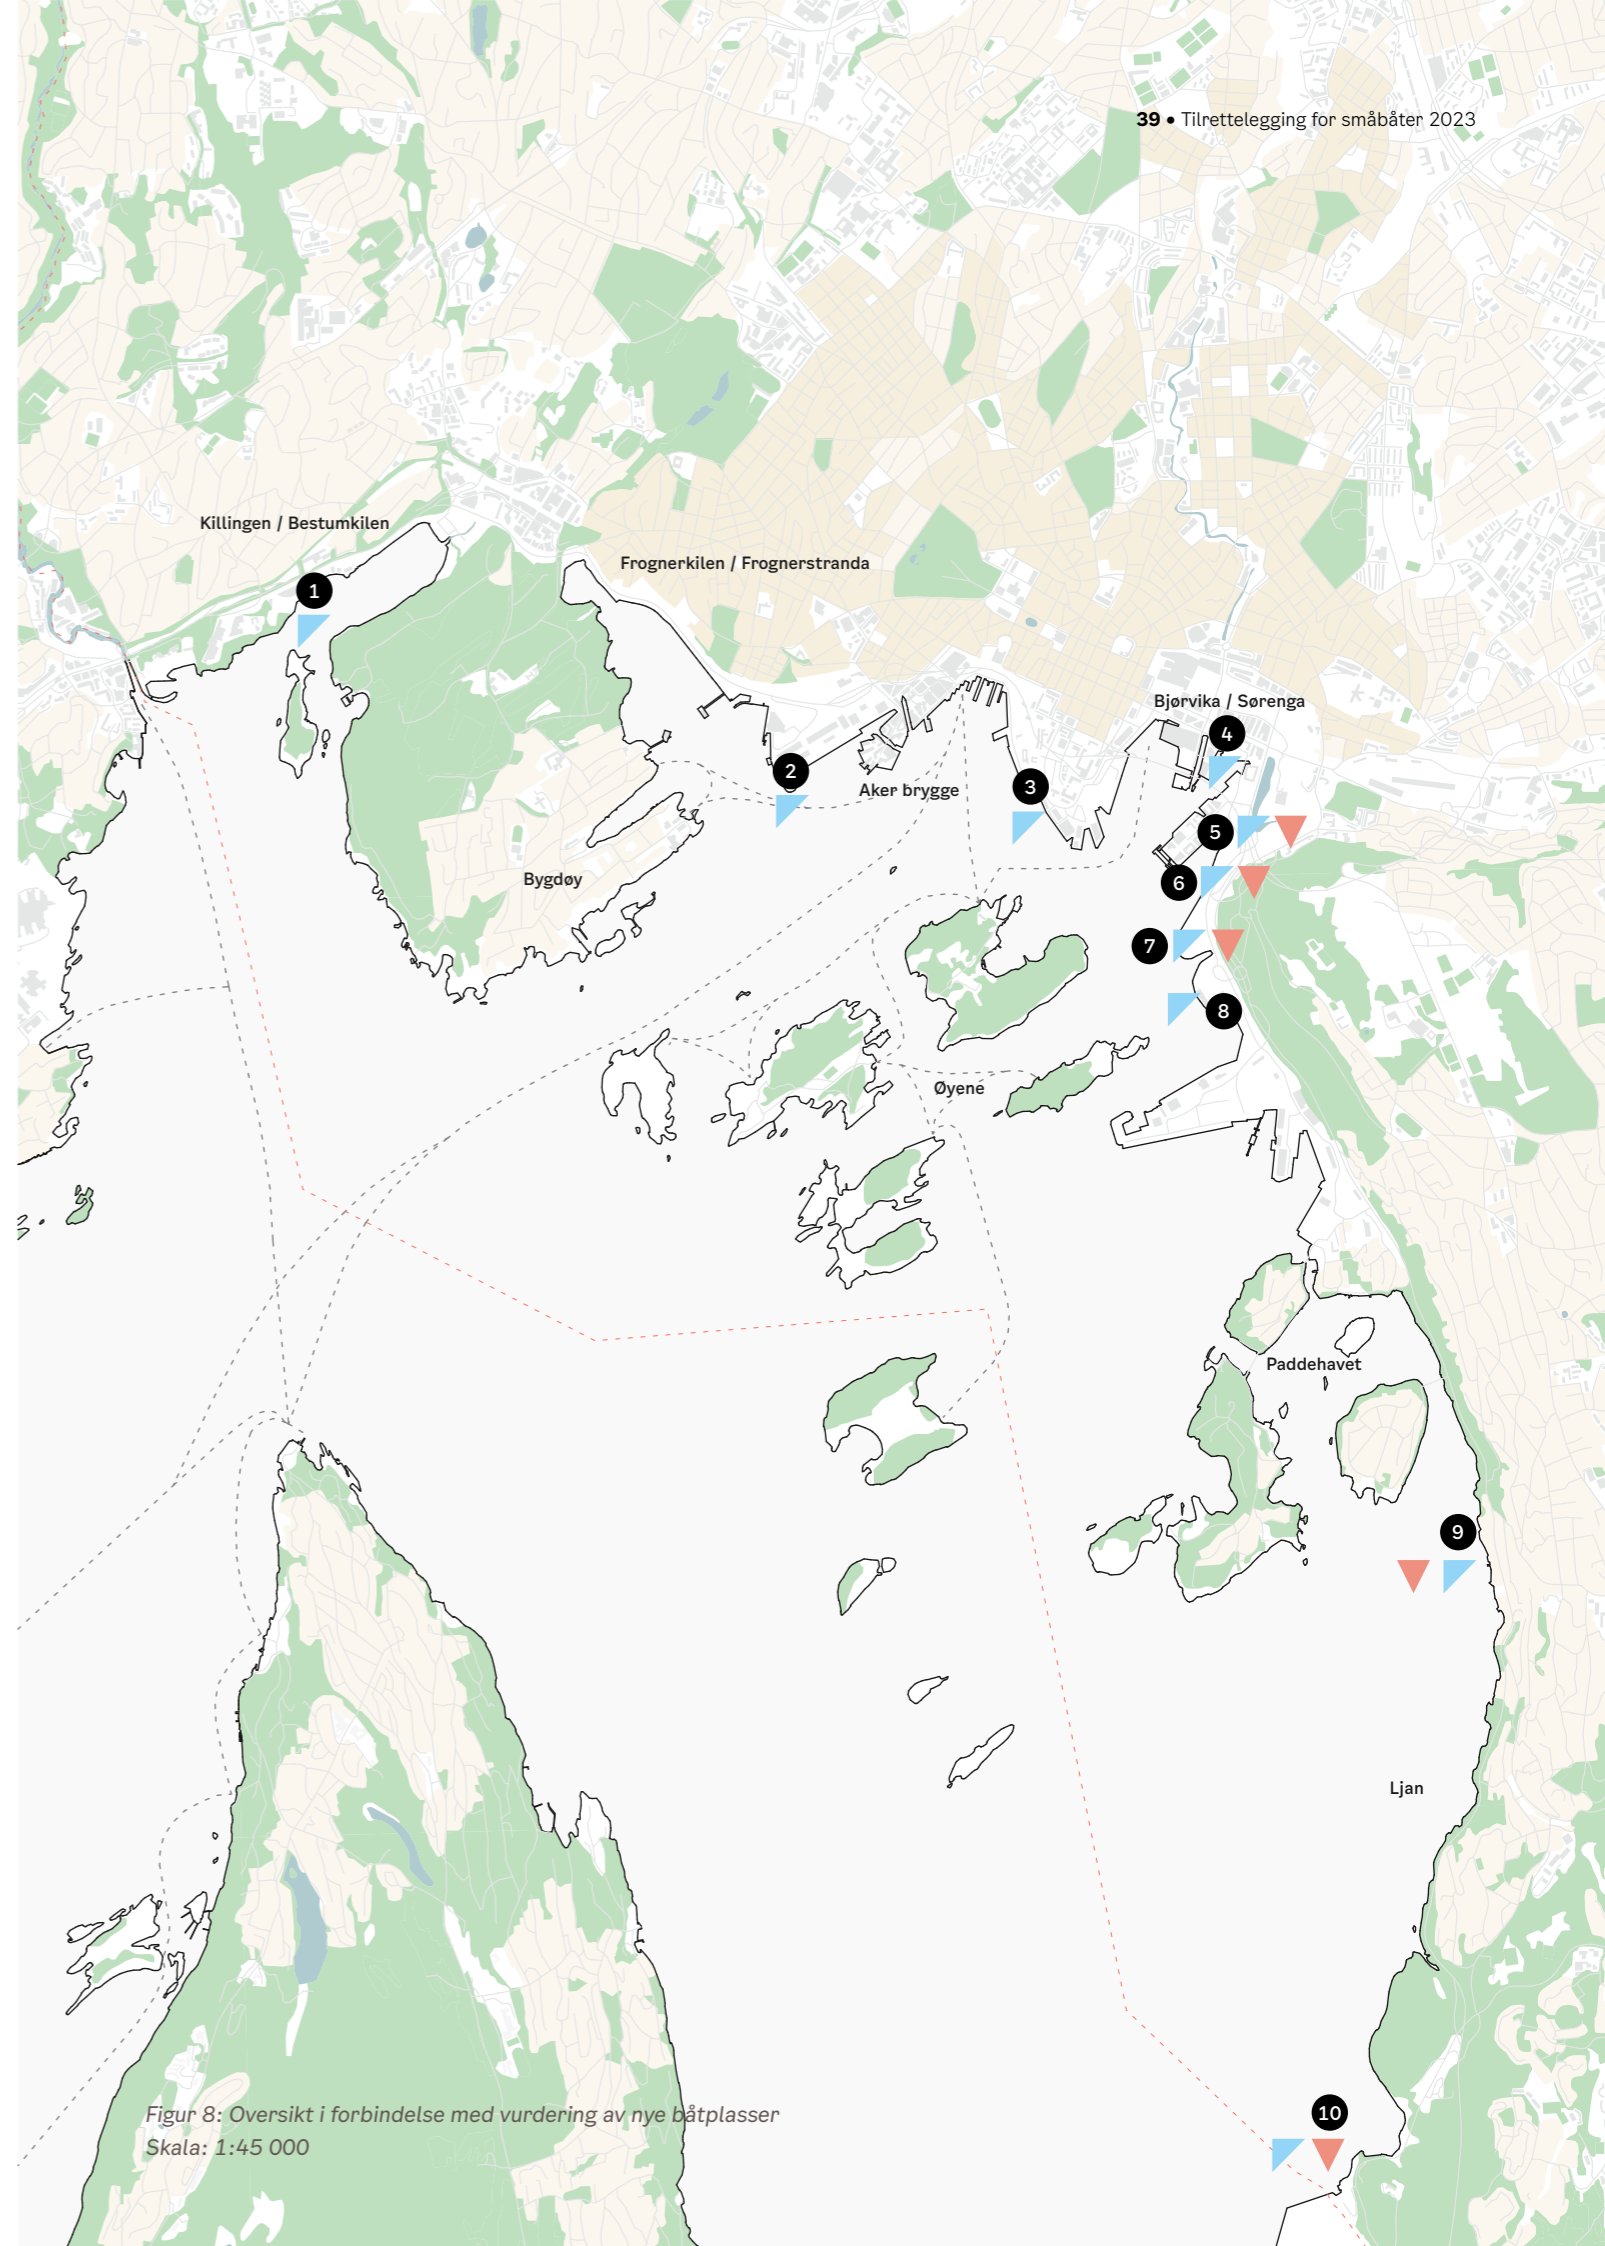 39 • Tilrettelegging for småbåter 2023
Killingen / Bestumkilen
1
Frognerkilen / Frognerstranda
Bjørvika / Sørenga
4
2
Aker brygge
3
5
Bygdøy
6
7
8
Øyene
Paddehavet
9
Ljan
10
Figur 8: Oversikt i forbindelse med vurdering av nye båtplasser
Skala: 1:45 000